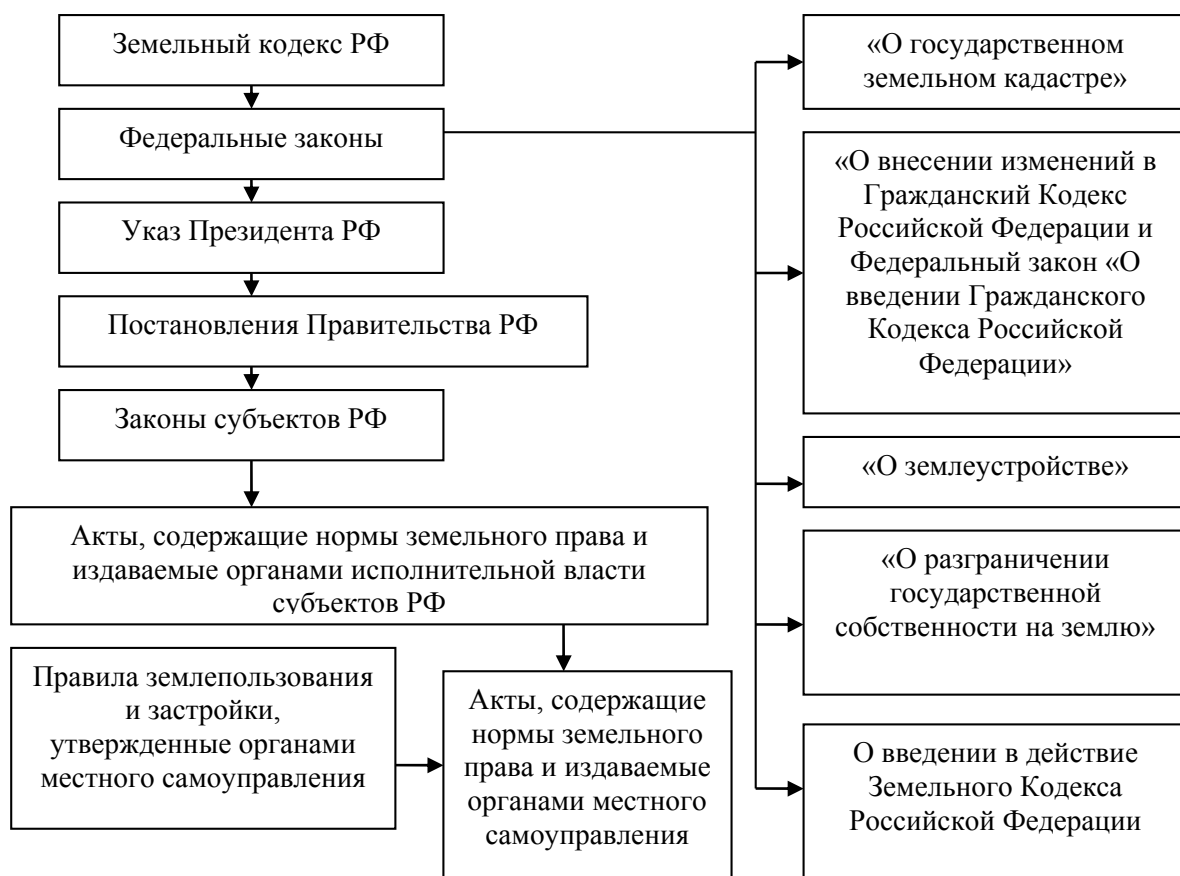 Земельный кодекс РФ
Федеральные законы
Указ Президента РФ
Постановления Правительства РФ
Законы субъектов РФ
Акты, содержащие нормы земельного права и
издаваемые органами исполнительной власти
субъектов РФ
Правила землепользования
и застройки,
утвержденные органами
местного самоуправления
Акты, содержащие
нормы земельного
права и издаваемые
органами местного
самоуправления
«О государственном
земельном кадастре»
«О внесении изменений в
Гражданский Кодекс
Российской Федерации и
Федеральный закон «О
введении Гражданского
Кодекса Российской
Федерации»
«О землеустройстве»
«О разграничении
государственной
собственности на землю»
О введении в действие
Земельного Кодекса
Российской Федерации